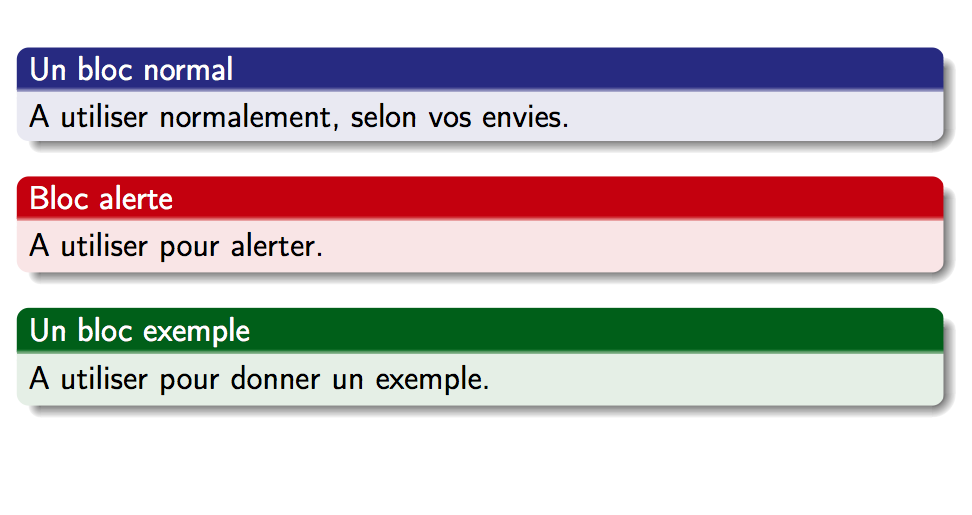 Un bloc normal
A utiliser normalement, selon vos envies.
Bloc alerte
A utiliser pour alerter.
Un bloc exemple
A utiliser pour donner un exemple.